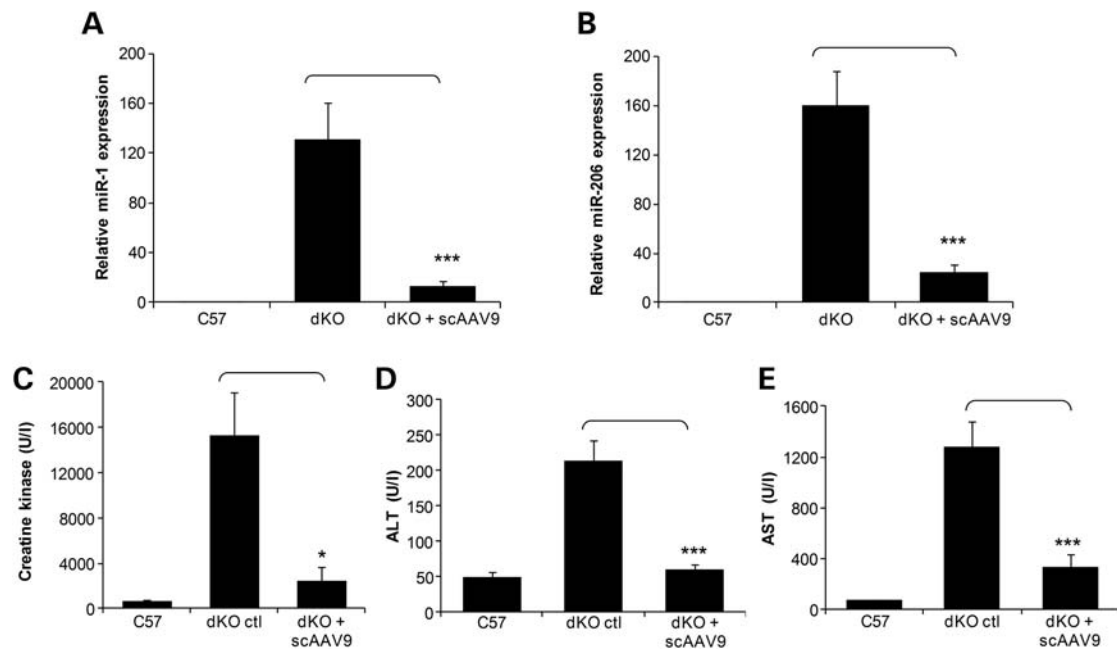 A
Relative miR-1 expression
200
160
120
80
40
0
***
C57
dKO
dKO + scAAV9
B
Relative miR-206 expression
200
160
120
80
40
0
***
C57
dKO
dKO + scAAV9
C
Creatine kinase (U/l)
20000
16000
12000
8000
4000
0
*
C57
dKO ctl
dKO +
scAAV9
D
ALT (U/l)
300
250
200
150
100
50
0
***
C57
dKO ctl
dKO +
scAAV9
E
AST (U/l)
1600
1200
800
400
0
***
C57
dKO ctl
dKO +
scAAV9